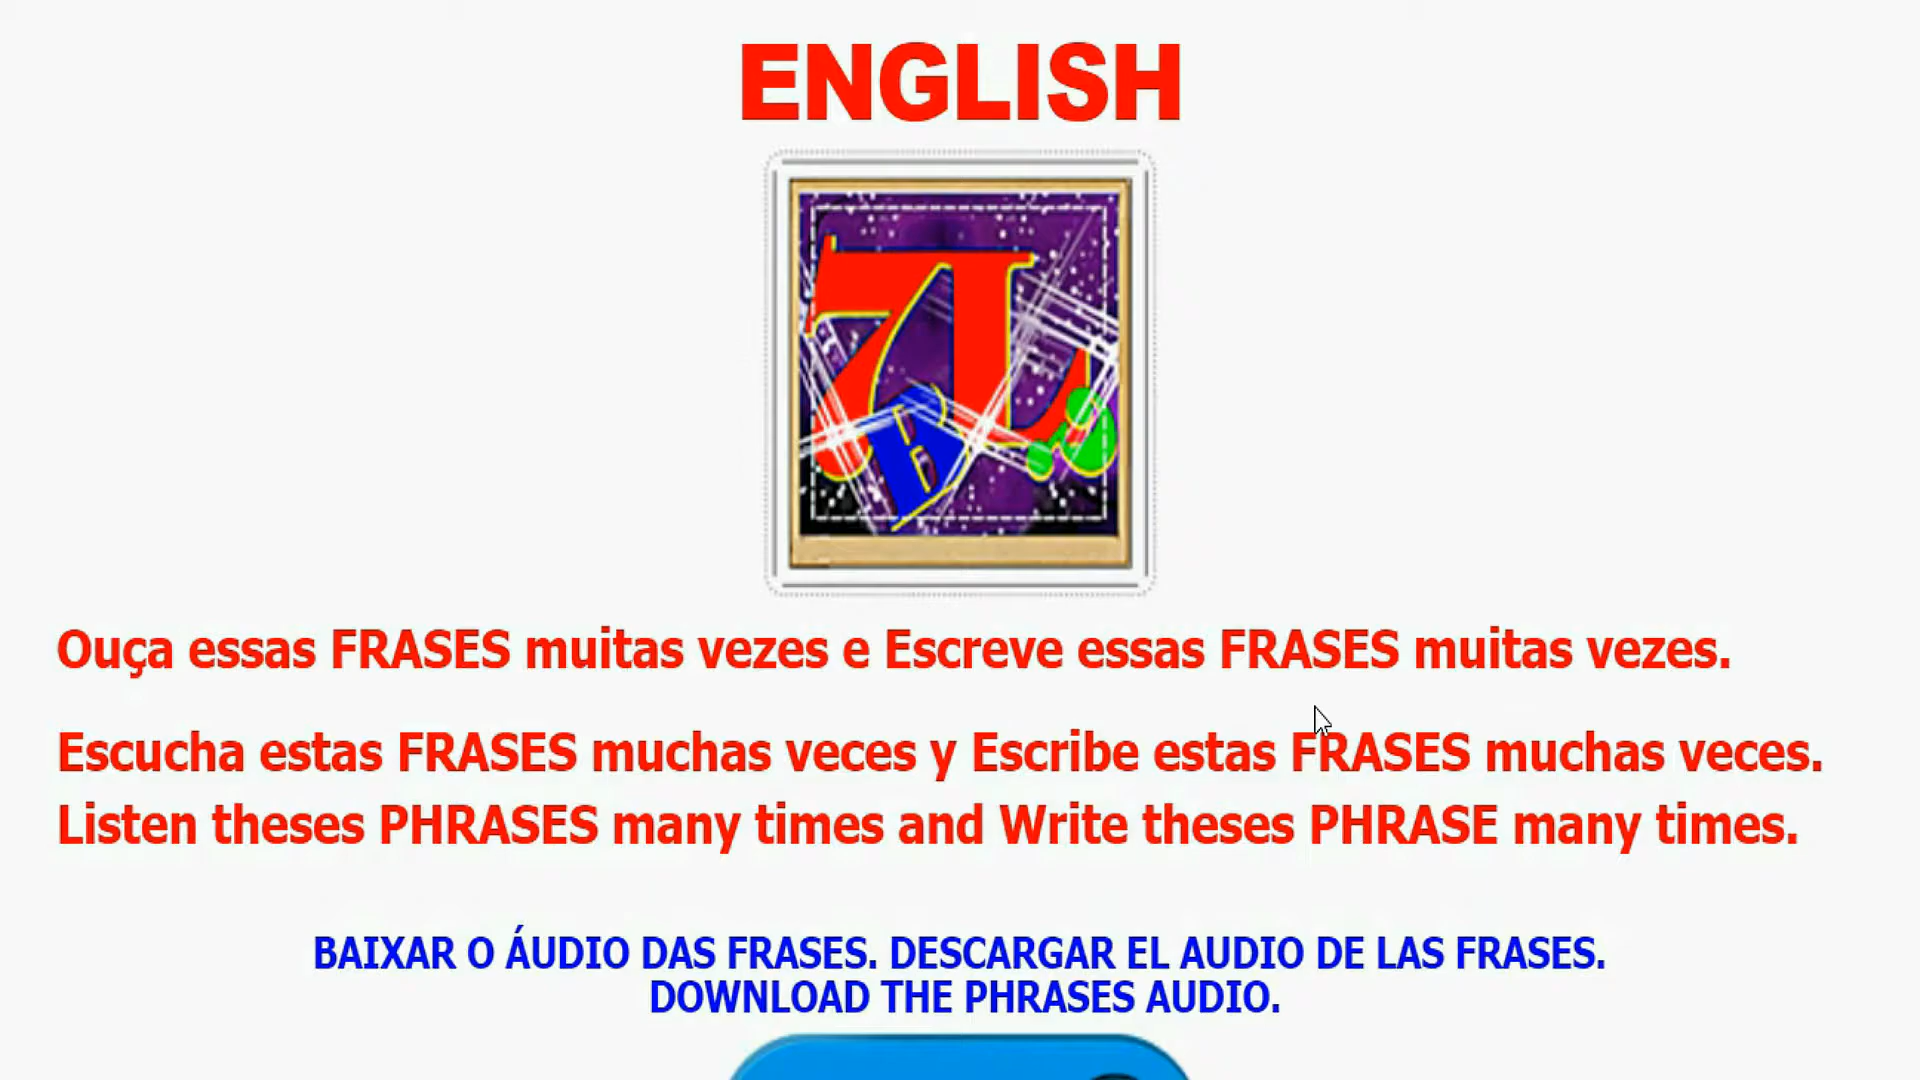 ENGLISH
Ouça essas FRASES muitas vezes e Escreve essas FRASES muitas vezes.
Escucha estas FRASES muchas veces y Escribe estas FRASES muchas veces.
Listen theses PHRASES many times and Write theses PHRASE many times.
BAIXAR O ÁUDIO DAS FRASES. DESCARGAR EL AUDIO DE LAS FRASES.
DOWNLOAD THE PHRASES AUDIO.